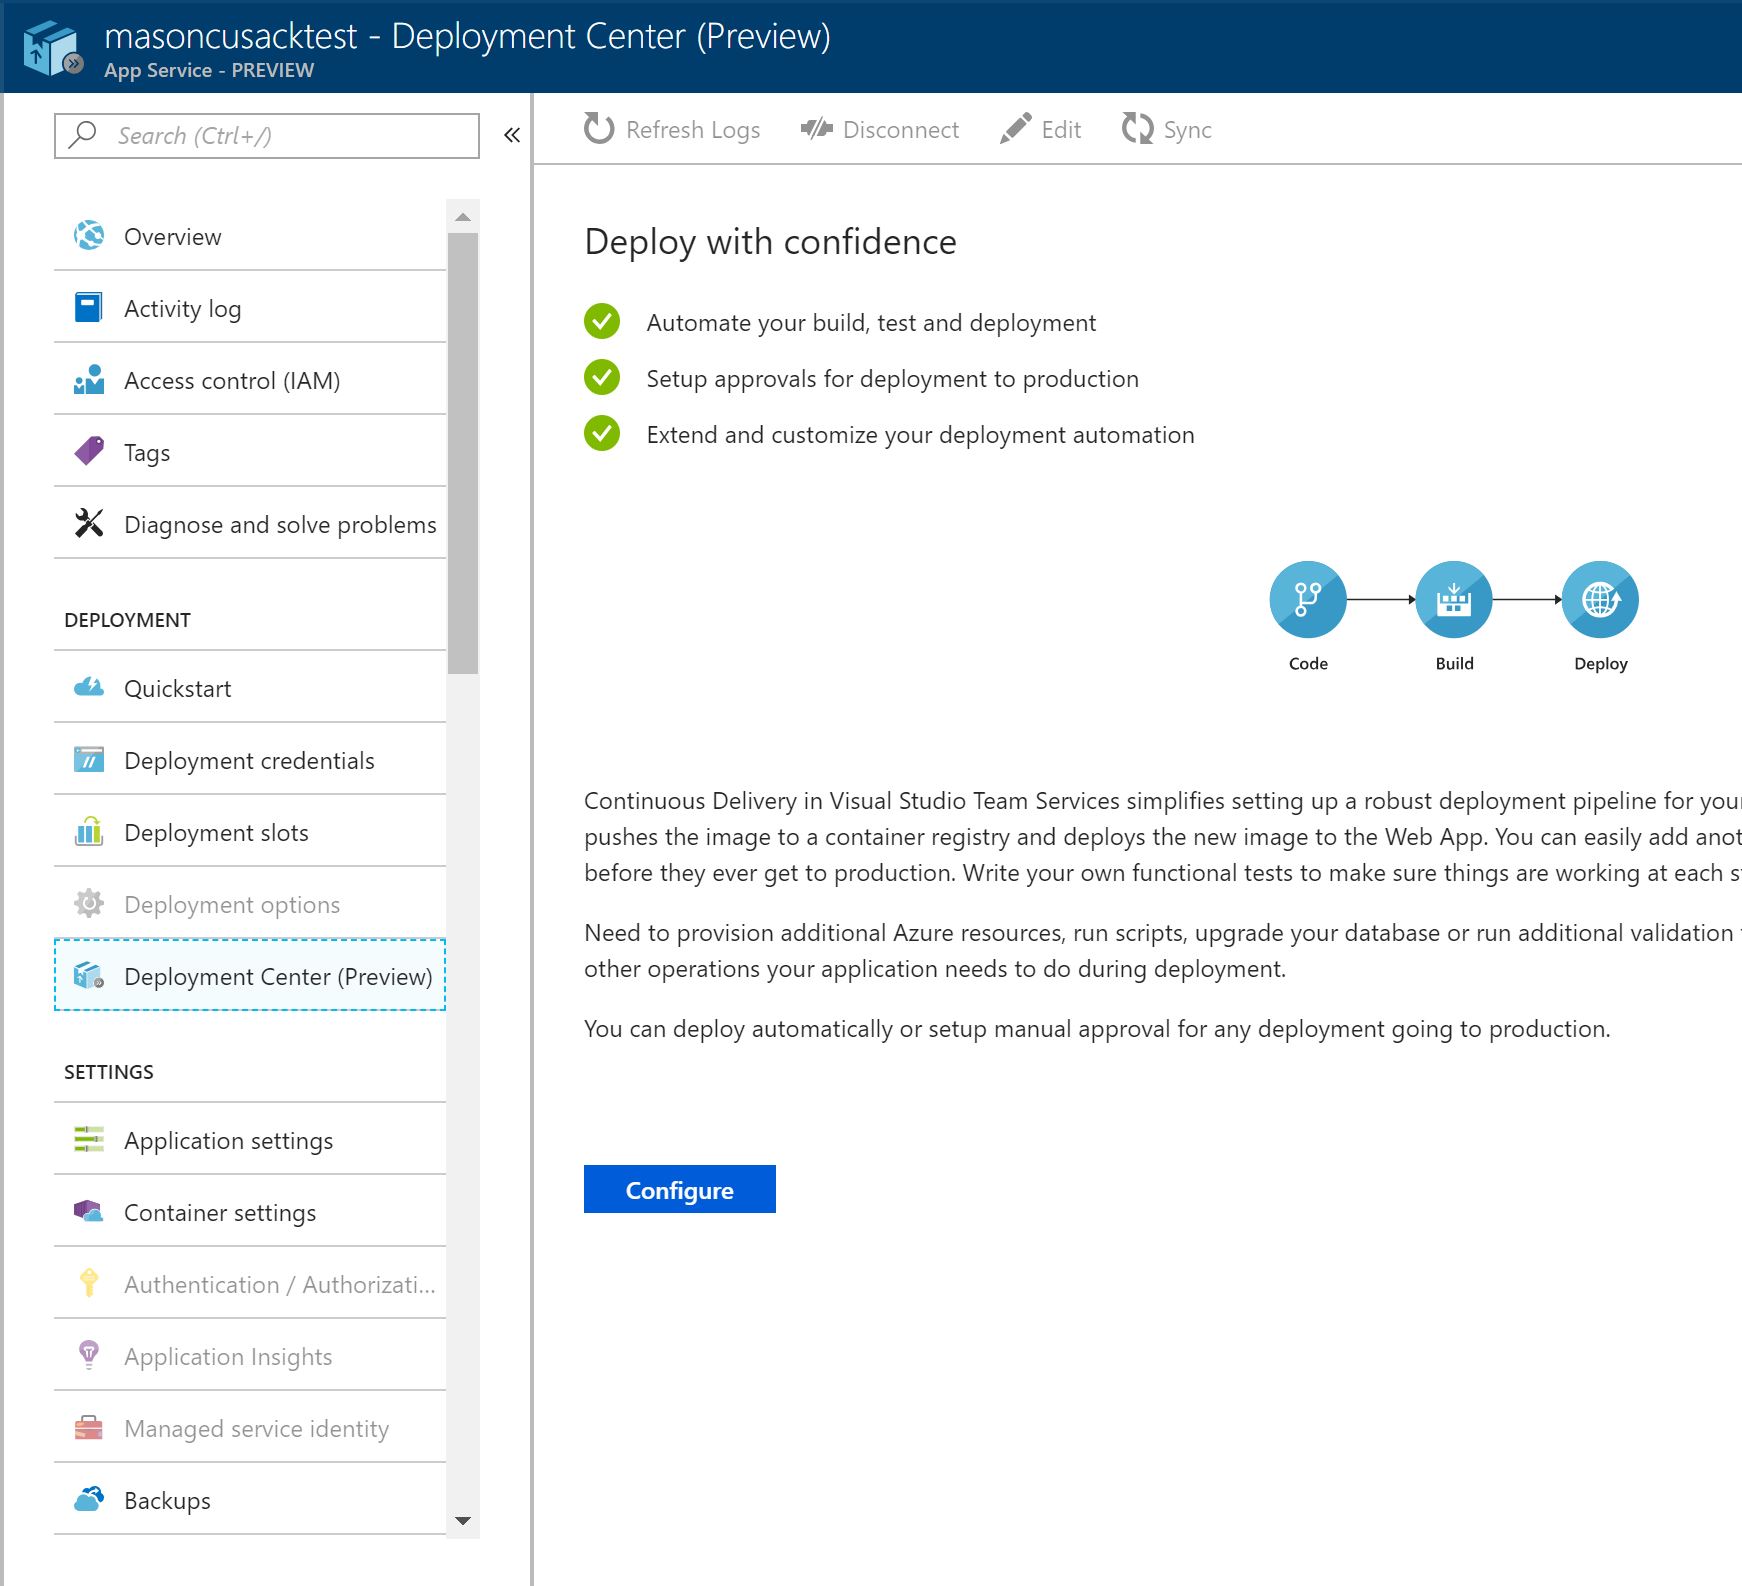 masoncusacktest - Deployment Center (Preview)
App Service - PREVIEW
Search (Ctrl+/)
Overview
Activity log
Access control (IAM)
Tags
Diagnose and solve problems
DEPLOYMENT
Quickstart
Deployment credentials
Deployment slots
Deployment options
Deployment Center (Preview)
SETTINGS
Application settings
Container settings
Authentication / Authorizati...
Application Insights
Managed service identity
Backups
Refresh Logs
Disconnect
Edit
Sync
Deploy with confidence
Automate your build, test and deployment
Setup approvals for deployment to production
Extend and customize your deployment automation
Code
Build
Deploy
Continuous Delivery in Visual Studio Team Services simplifies setting up a robust deployment pipeline for your
pushes the image to a container registry and deploys the new image to the Web App. You can easily add anot
before they ever get to production. Write your own functional tests to make sure things are working at each
Need to provision additional Azure resources, run scripts, upgrade your database or run additional validation
other operations your application needs to do during deployment.
You can deploy automatically or setup manual approval for any deployment going to production.
Configure